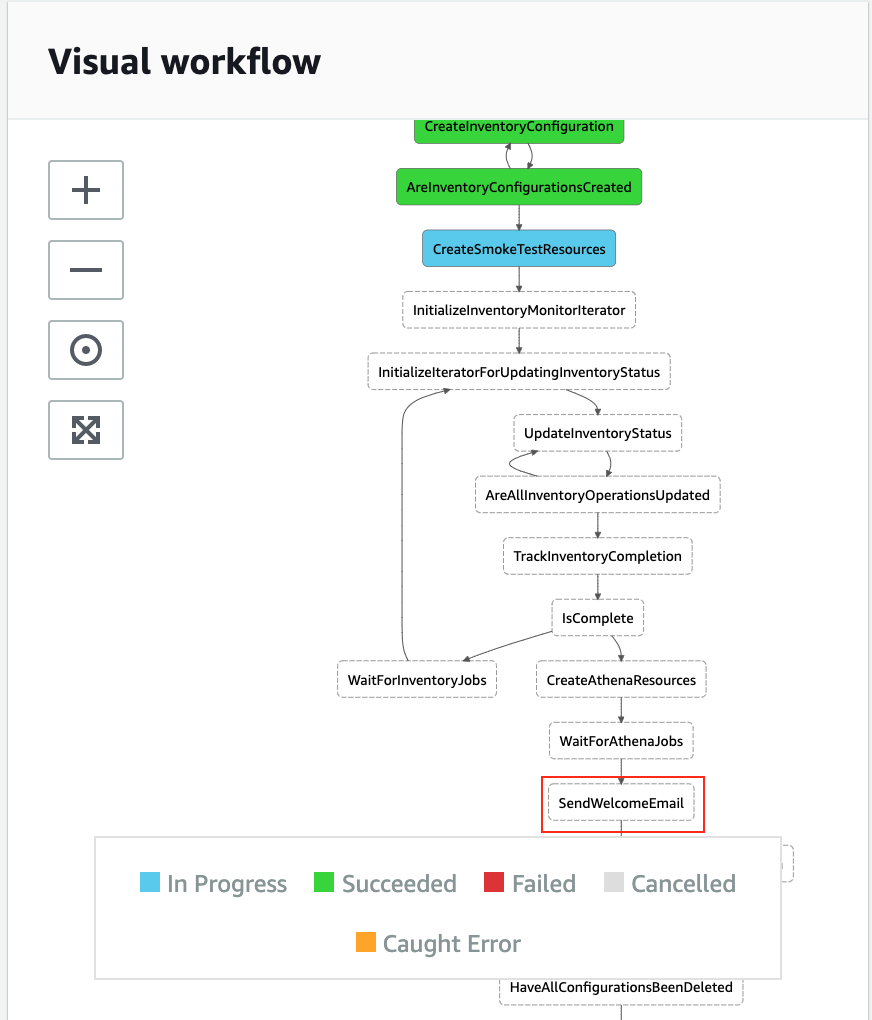 Visual workflow
CreateInventoryConfiguration
AreInventoryConfigurationsCreated
CreateSmokeTestResources
InitializeInventoryMonitorIterator
InitializeIteratorForUpdatingInventoryStatus
UpdateInventoryStatus
AreAllInventoryOperationsUpdated
TrackInventoryCompletion
IsComplete
WaitForInventoryJobs
CreateAthenaResources
WaitForAthenaJobs
SendWelcomeEmail
In Progress
Succeeded
Failed
Cancelled
Caught Error
HaveAllConfigurationsBeenDeleted